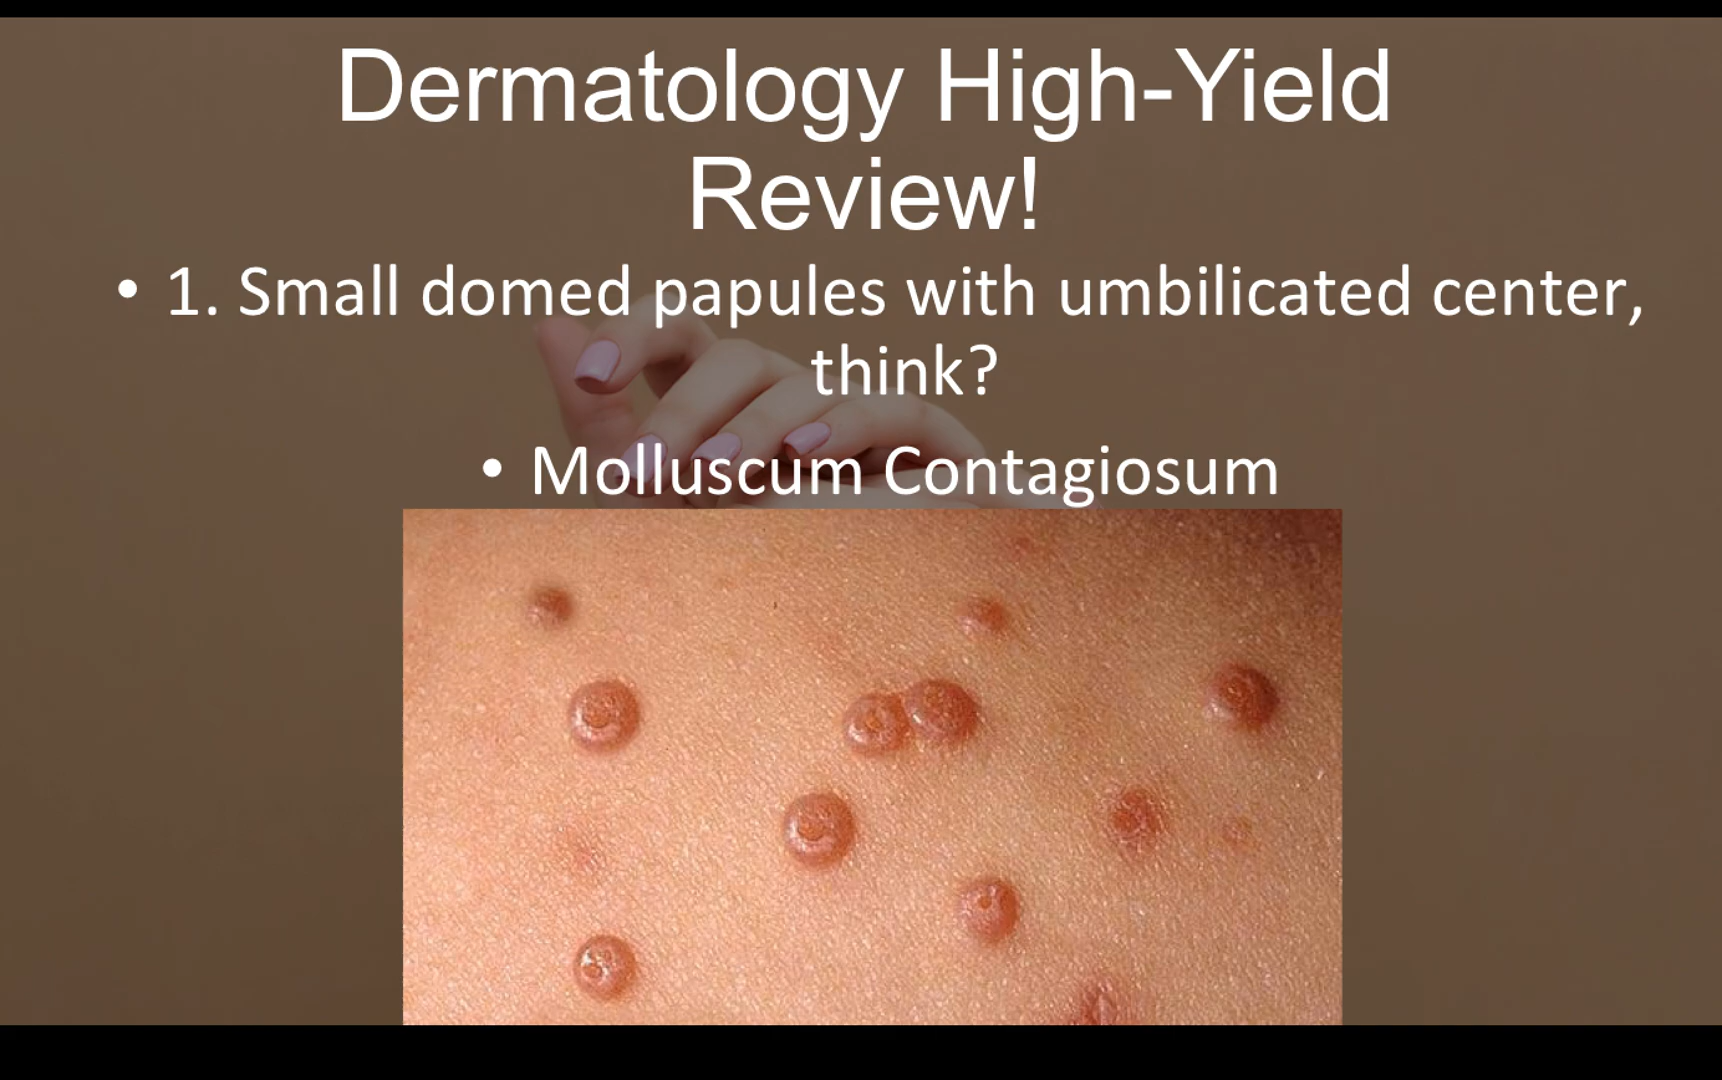 Dermatology High-Yield
Review!
• 1. Small domed papules with umbilicated center,
think?
• Molluscum Contagiosum